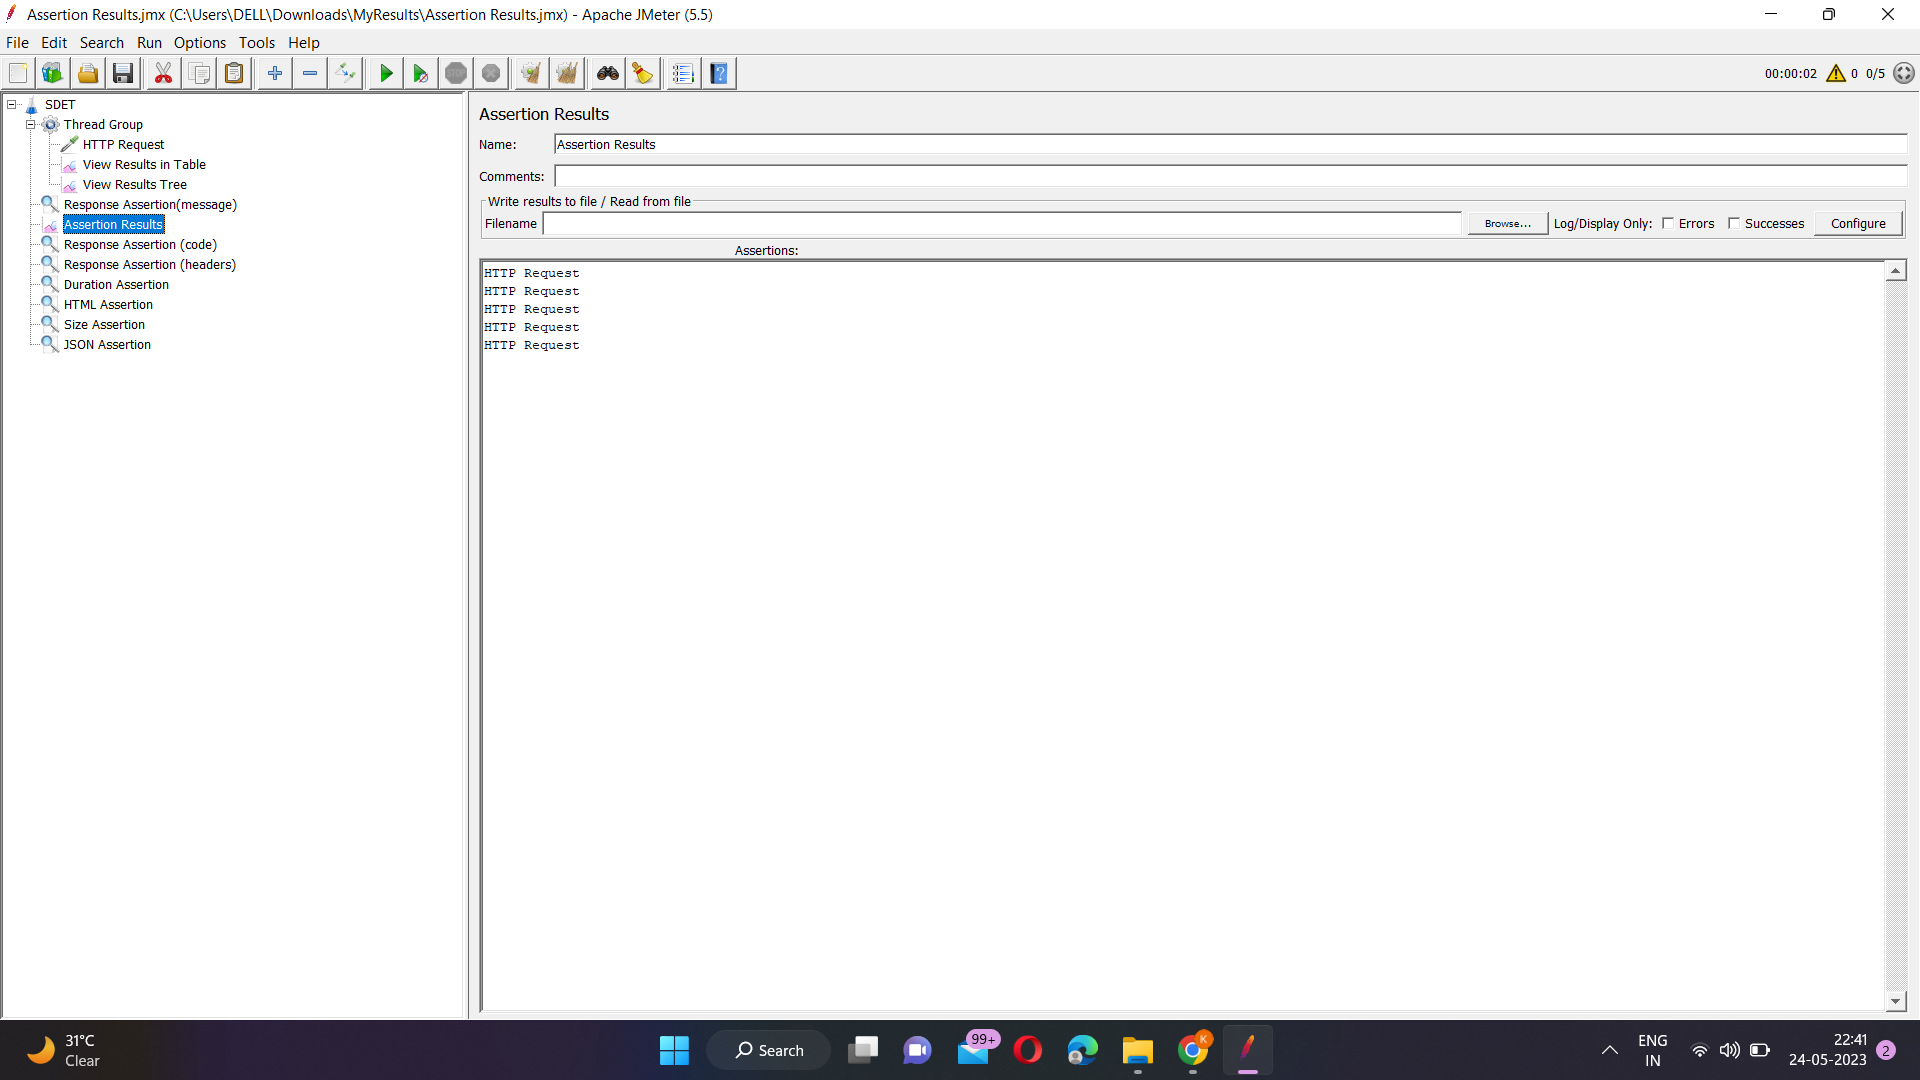 Assertion Results.jmx (C:\Users\DELL\Downloads\MyResults\Assertion Results.jmx) - Apache JMeter (5.5)
File Edit Search Run Options Tools Help
STOP
00:00:02 0 0/5
SDET
Thread Group
HTTP Request
View Results in Table
View Results Tree
Response Assertion(message)
Assertion Results
Response Assertion (code)
Response Assertion (headers)
Duration Assertion
HTML Assertion
Size Assertion
JSON Assertion
Assertion Results
Name: Assertion Results
Comments:
Write results to file / Read from file
Filename Browse... Log/Display Only: Errors Successes Configure
Assertions:
HTTP Request
HTTP Request
HTTP Request
HTTP Request
HTTP Request
31°C
Clear
Search
99+
K
ENG
IN
22:41
24-05-2023
2